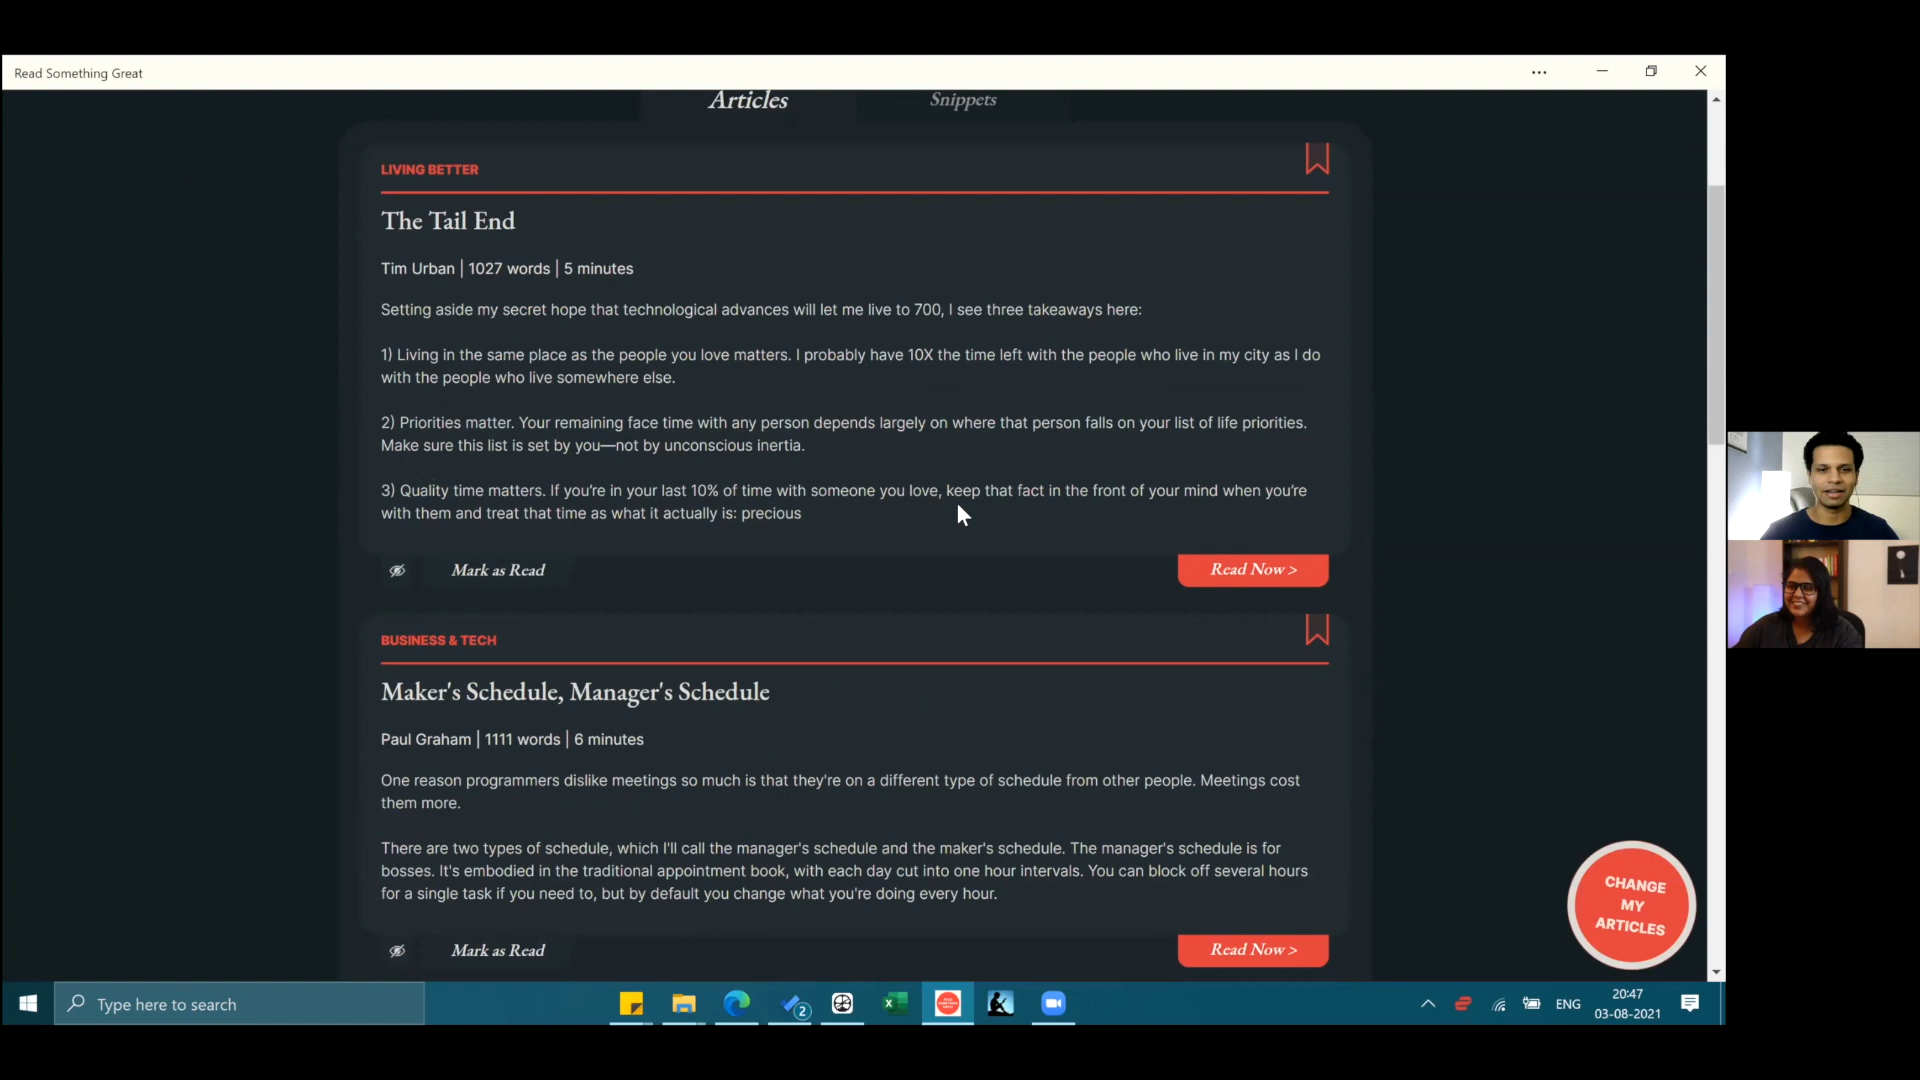 Read Something Great
Articles
Snippets
LIVING BETTER
The Tail End
Tim Urban | 1027 words | 5 minutes
Setting aside my secret hope that technological advances will let me live to 700, I see three takeaways here:
1) Living in the same place as the people you love matters. I probably have 10X the time left with the people who live in my city as I do
with the people who live somewhere else.
2) Priorities matter. Your remaining face time with any person depends largely on where that person falls on your list of life priorities.
Make sure this list is set by you—not by unconscious inertia.
3) Quality time matters. If you’re in your last 10% of time with someone you love, keep that fact in the front of your mind when you’re
with them and treat that time as what it actually is: precious
Mark as Read
Read Now >
BUSINESS & TECH
Maker's Schedule, Manager's Schedule
Paul Graham | 1111 words | 6 minutes
One reason programmers dislike meetings so much is that they're on a different type of schedule from other people. Meetings cost
them more.
There are two types of schedule, which I'll call the manager's schedule and the maker's schedule. The manager's schedule is for
bosses. It's embodied in the traditional appointment book, with each day cut into one hour intervals. You can block off several hours
for a single task if you need to, but by default you change what you're doing every hour.
Mark as Read
Read Now >
CHANGE
MY
ARTICLES
Type here to search
2
ENG
20:47
03-08-2021